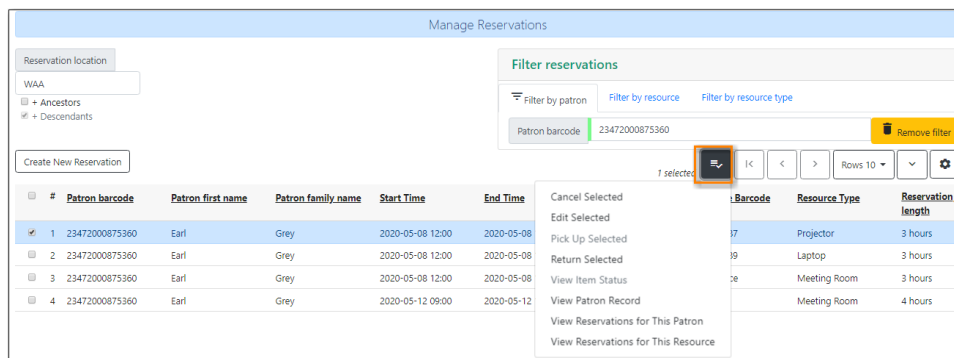 Manage Reservations
Reservation location
WAA
+ Ancestors
+ Descendants
Filter reservations
Filter by patron Filter by resource Filter by resource type
Patron barcode 23472000875360 Remove filter
Create New Reservation
1 selected Rows 10
# Patron barcode Patron first name Patron family name Start Time End Time Barcode Resource Type Reservation length
1 23472000875360 Earl Grey 2020-05-08 12:00 2020-05-08 Projector 3 hours
2 23472000875360 Earl Grey 2020-05-08 12:00 2020-05-08 Laptop 3 hours
3 23472000875360 Earl Grey 2020-05-08 12:00 2020-05-08 Meeting Room 3 hours
4 23472000875360 Earl Grey 2020-05-12 09:00 2020-05-12 Meeting Room 4 hours
Cancel Selected
Edit Selected
Pick Up Selected
Return Selected
View Item Status
View Patron Record
View Reservations for This Patron
View Reservations for This Resource